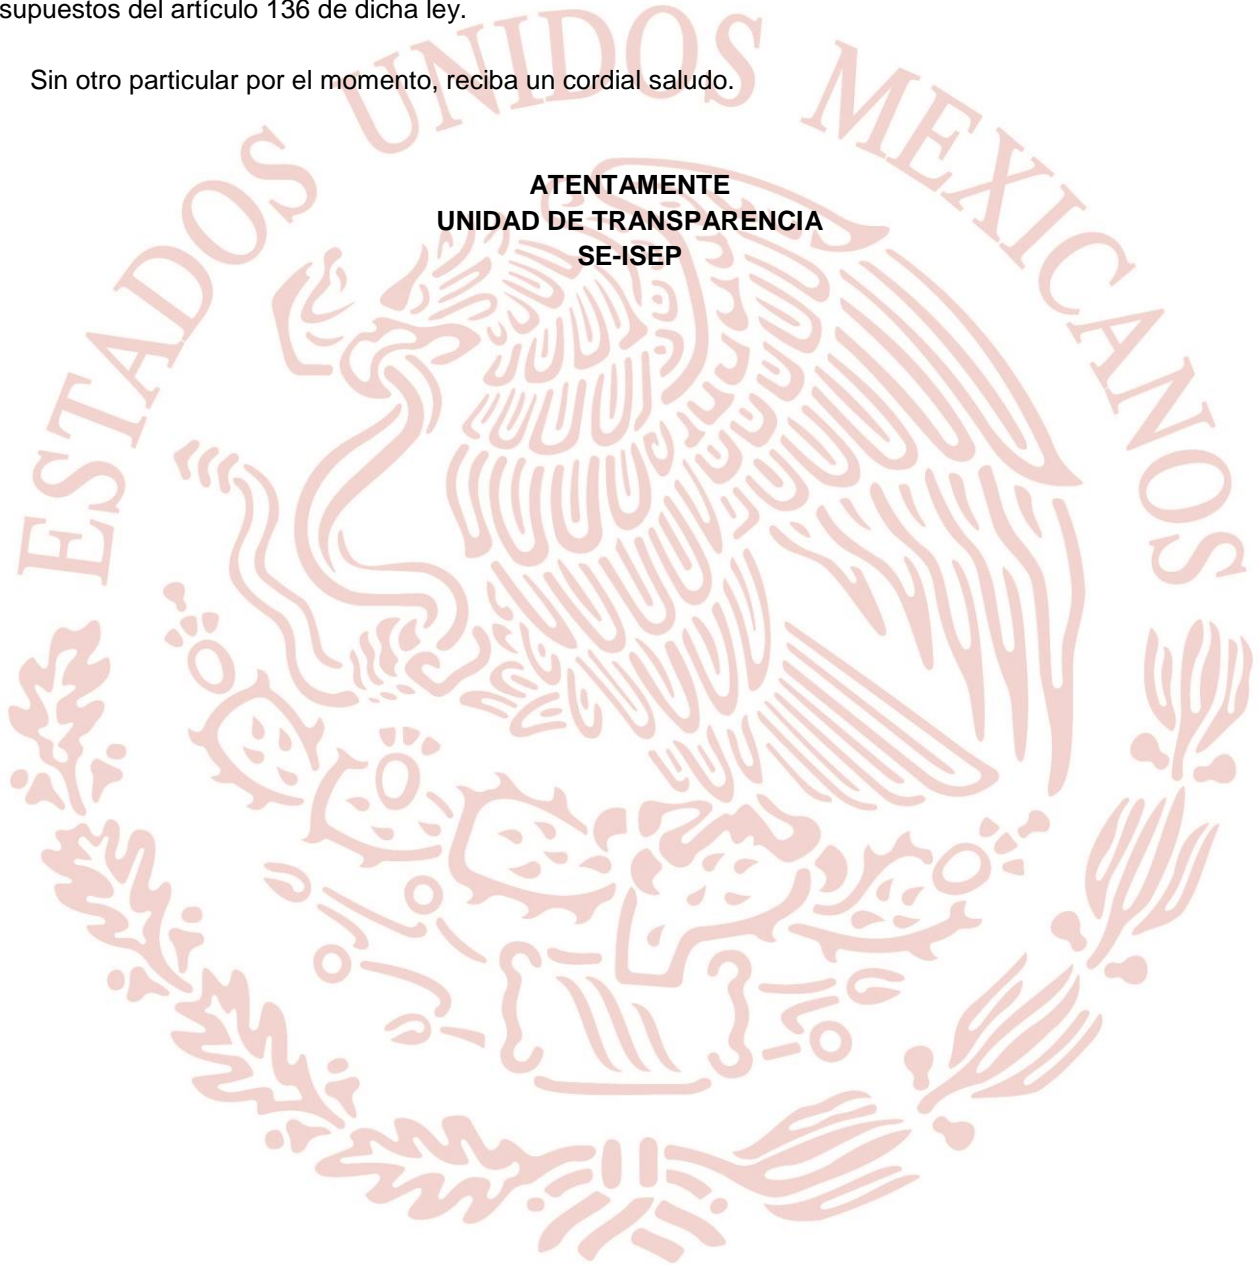 supuestos del artículo 136 de dicha ley.
Sin otro particular por el momento, reciba un cordial saludo.
ATENTAMENTE
UNIDAD DE TRANSPARENCIA
SE-ISEP
ESTADOS UNIDOS MEXICANOS